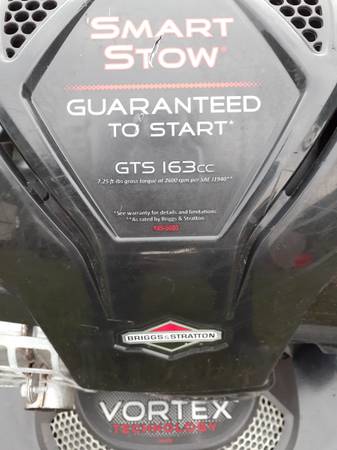 SMART
STOW®
GUARANTEED
TO START*
GTS 163cc
7.25 ft-lbs gross torque at 2600 rpm per SAE J1940**
*See warranty for details and limitations
**As rated by Briggs & Stratton
BRIGGS&STRATTON
VORTEX™
TECHNOLOGY